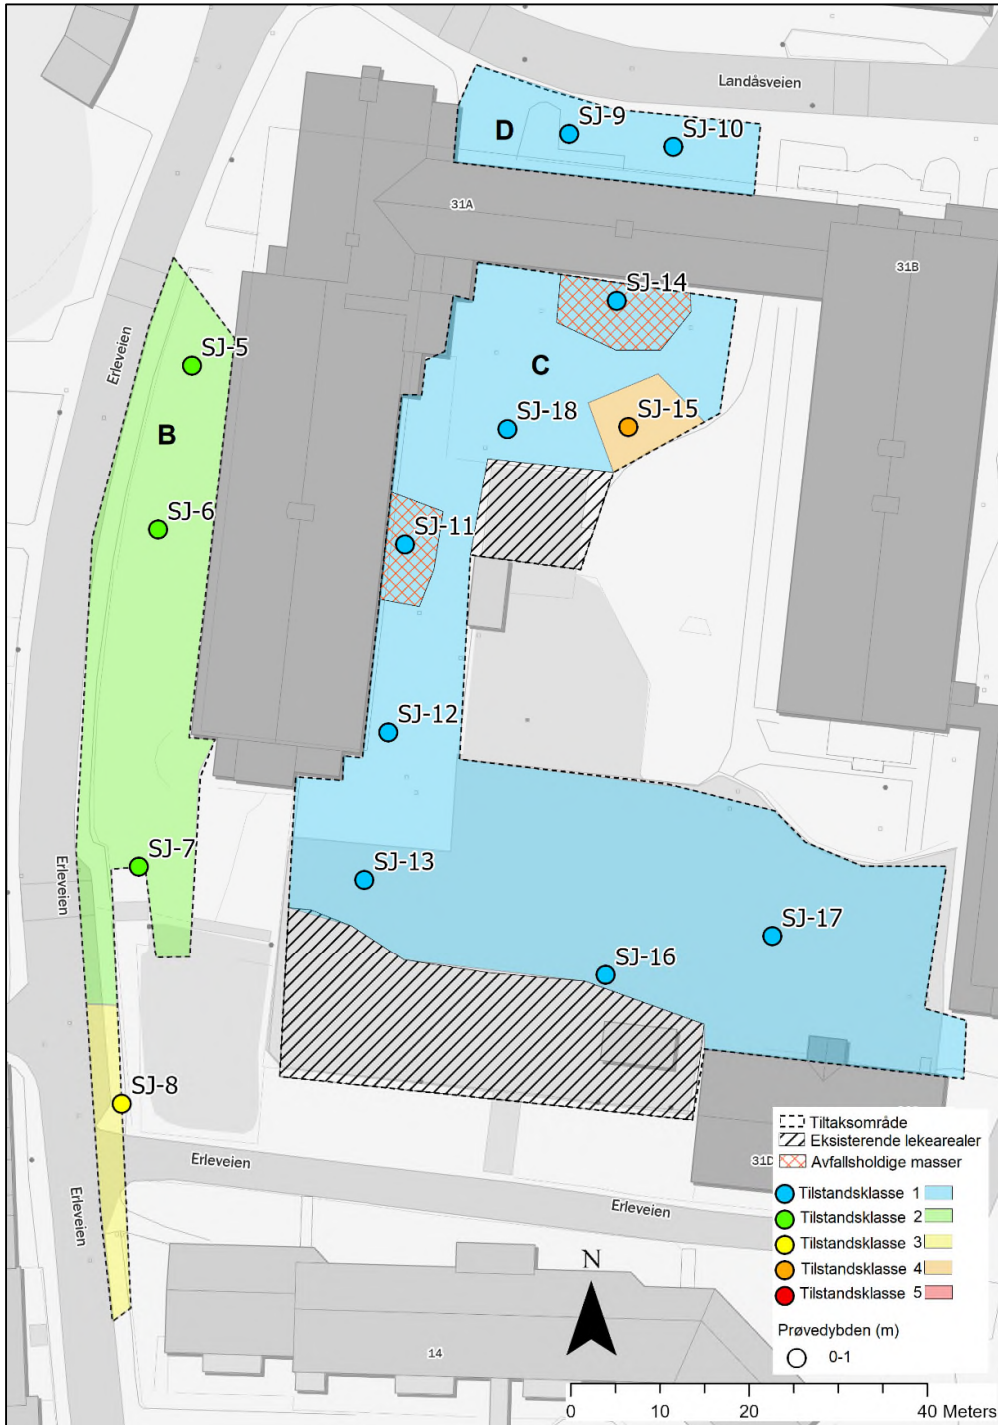 Landåsveien
SJ-9
SJ-10
D
31A
31B
SJ-14
Erleveien
SJ-5
C
B
SJ-18
SJ-15
SJ-6
SJ-11
SJ-12
SJ-7
SJ-13
Erleveien
SJ-17
SJ-16
SJ-8
Erleveien
Erleveien
Erleveien
31D
14
N
Tiltaksområde
Eksisterende lekearealer
Avfallsholdige masser
Tilstandsklasse 1
Tilstandsklasse 2
Tilstandsklasse 3
Tilstandsklasse 4
Tilstandsklasse 5
Prøvedybden (m)
0-1
0 10 20 40 Meters